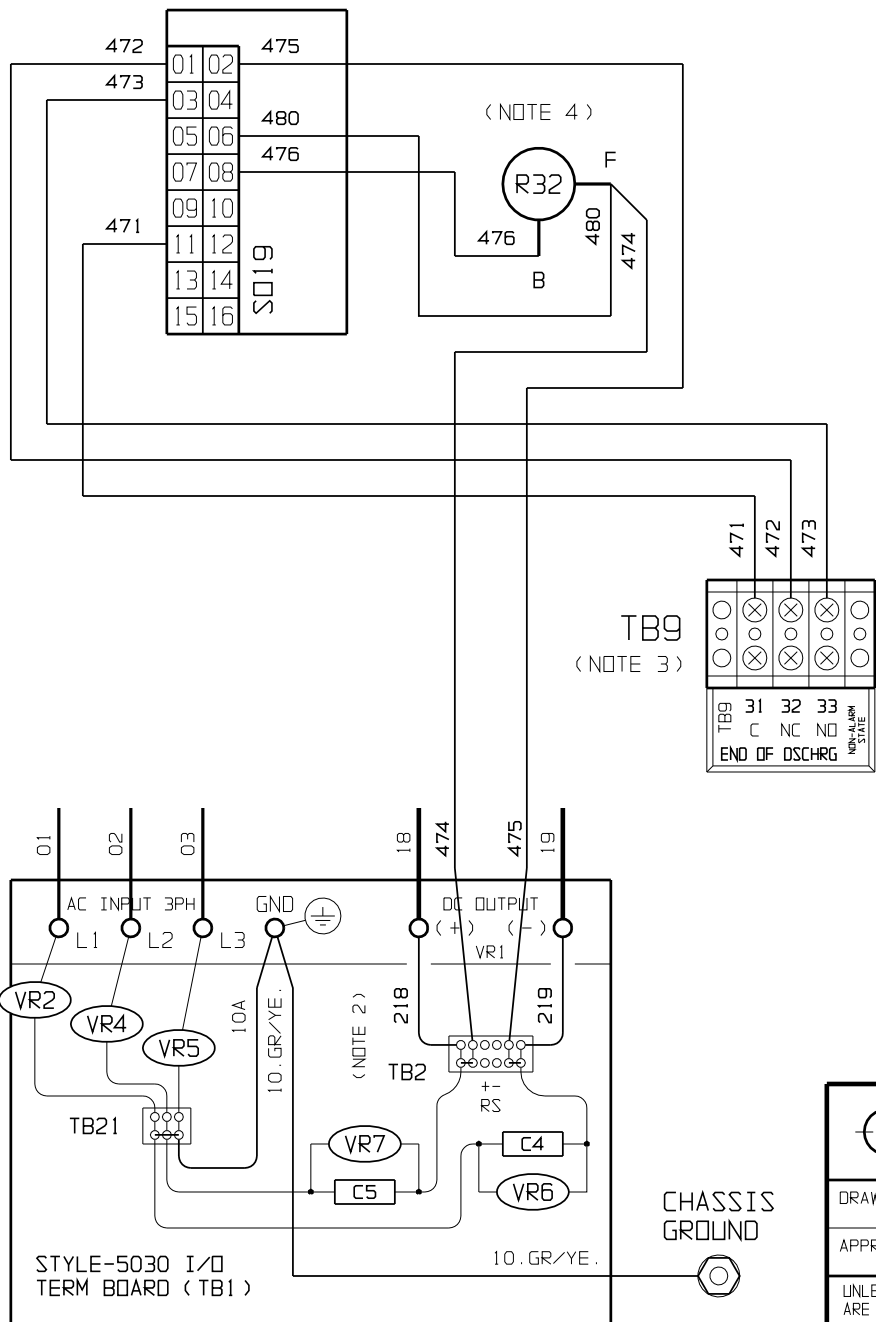 472
475
01 02
473
03 04
480
05 06
476
07 08
09 10
471
11 12
13 14
15 16
SO19
(NOTE 4)
R32
F
476
B
480
474
471
472
473
TB9
(NOTE 3)
TB9
31 32 33
C NC NO
END OF DSCHRG
NON-ALARM
STATE
01
02
03
18
474
475
19
AC INPUT 3PH
GND
DC OUTPUT
L1
L2
L3
(+)
(-)
VR1
VR2
VR4
VR5
10A
10.GR/YE.
(NOTE 2)
218
219
TB2
+-
RS
TB21
VR7
C5
C4
VR6
CHASSIS
GROUND
10.GR/YE.
STYLE-5030 I/O
TERM BOARD (TB1)
DRAW
APPR
UNLE
ARE